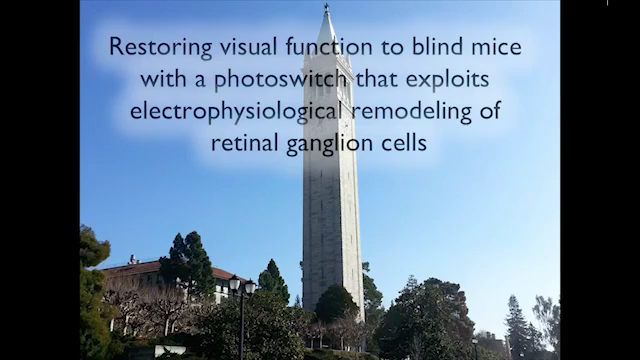 Restoring visual function to blind mice
with a photoswitch that exploits
electrophysiological remodeling of
retinal ganglion cells